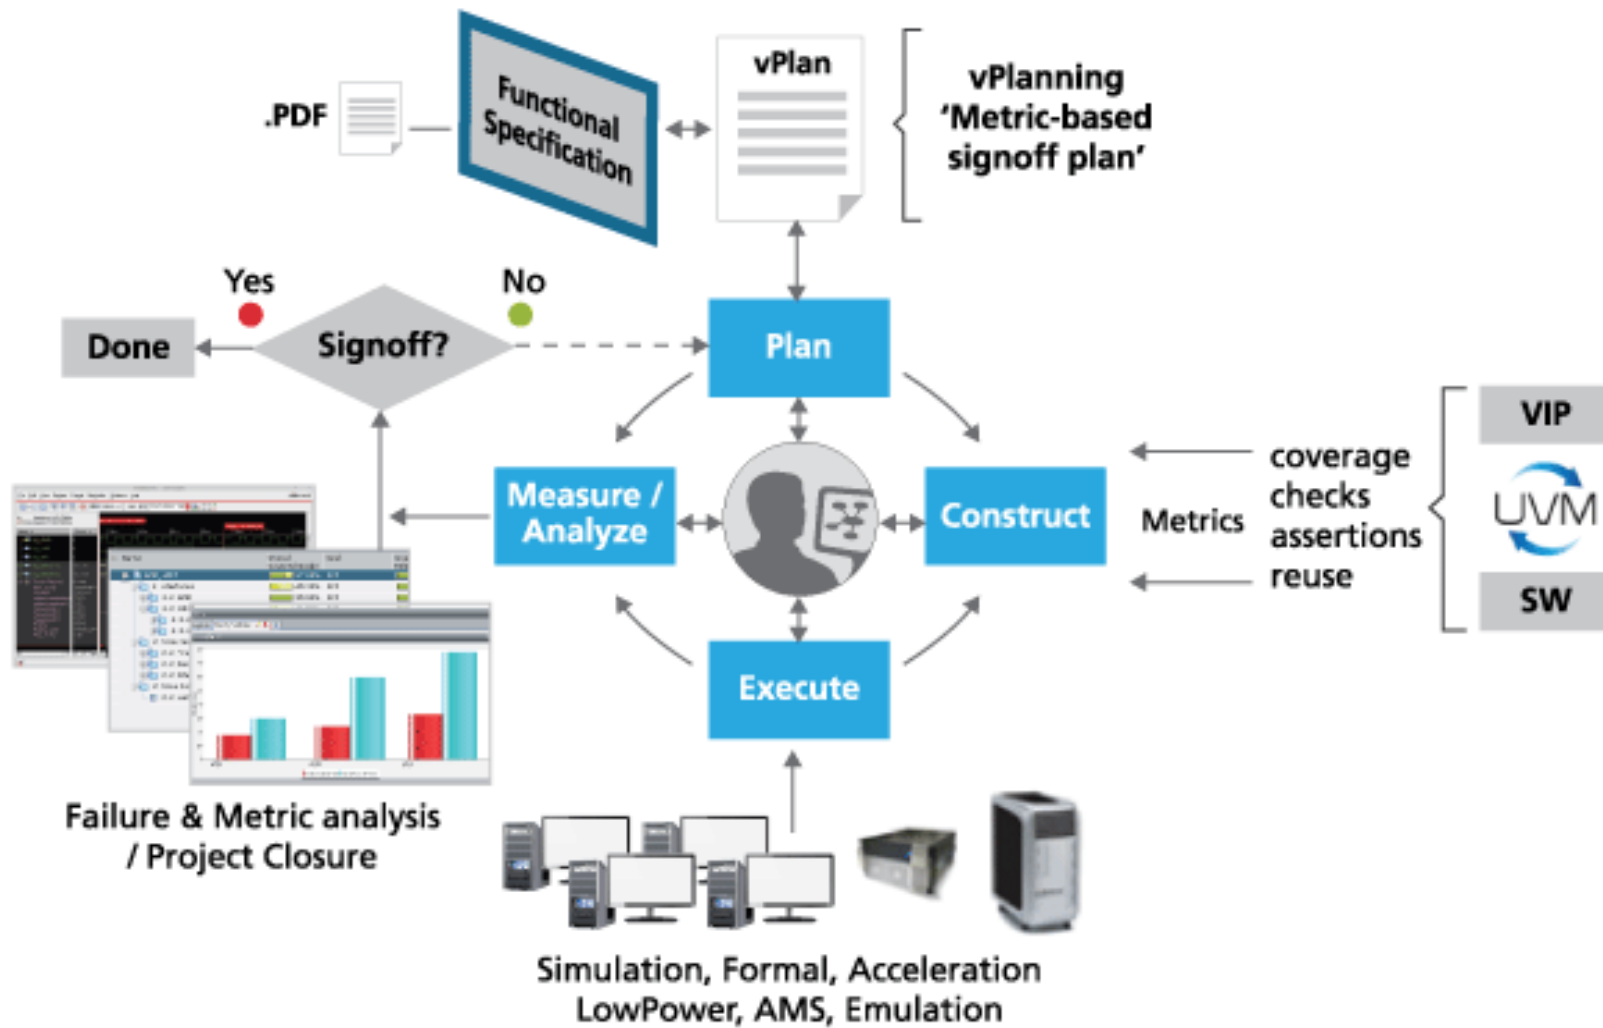 vPlan
.PDF
Functional
Specification
vPlanning
‘Metric-based
signoff plan’
Yes
No
Done
Signoff?
Plan
Measure /
Analyze
Construct
Metrics
coverage
checks
assertions
reuse
VIP
UVM
SW
Execute
Failure & Metric analysis
/ Project Closure
Simulation, Formal, Acceleration
LowPower, AMS, Emulation